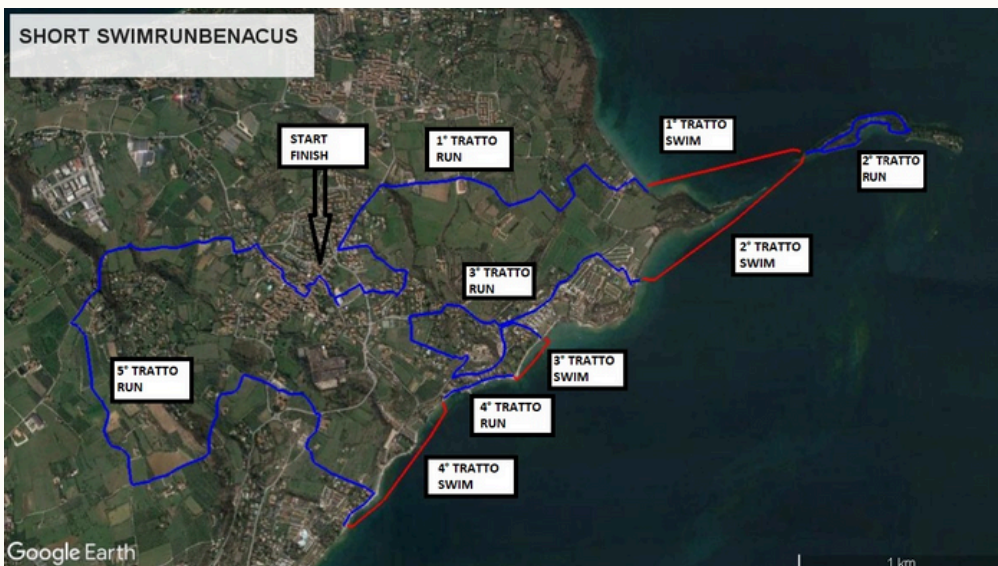 SHORT SWIMRUNBENACUS
START
FINISH
1° TRATTO
RUN
1° TRATTO
SWIM
2° TRATTO
RUN
2° TRATTO
SWIM
3° TRATTO
RUN
3° TRATTO
SWIM
4° TRATTO
RUN
4° TRATTO
SWIM
5° TRATTO
RUN
Google Earth
1 km